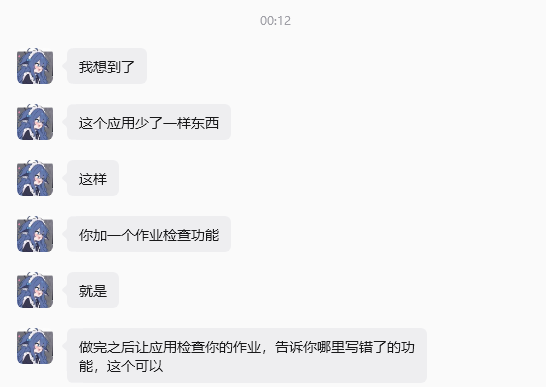 00:12
我想到了
这个应用少了一样东西
这样
你加一个作业检查功能
就是
做完之后让应用检查你的作业，告诉你哪里写错了的功
能，这个可以